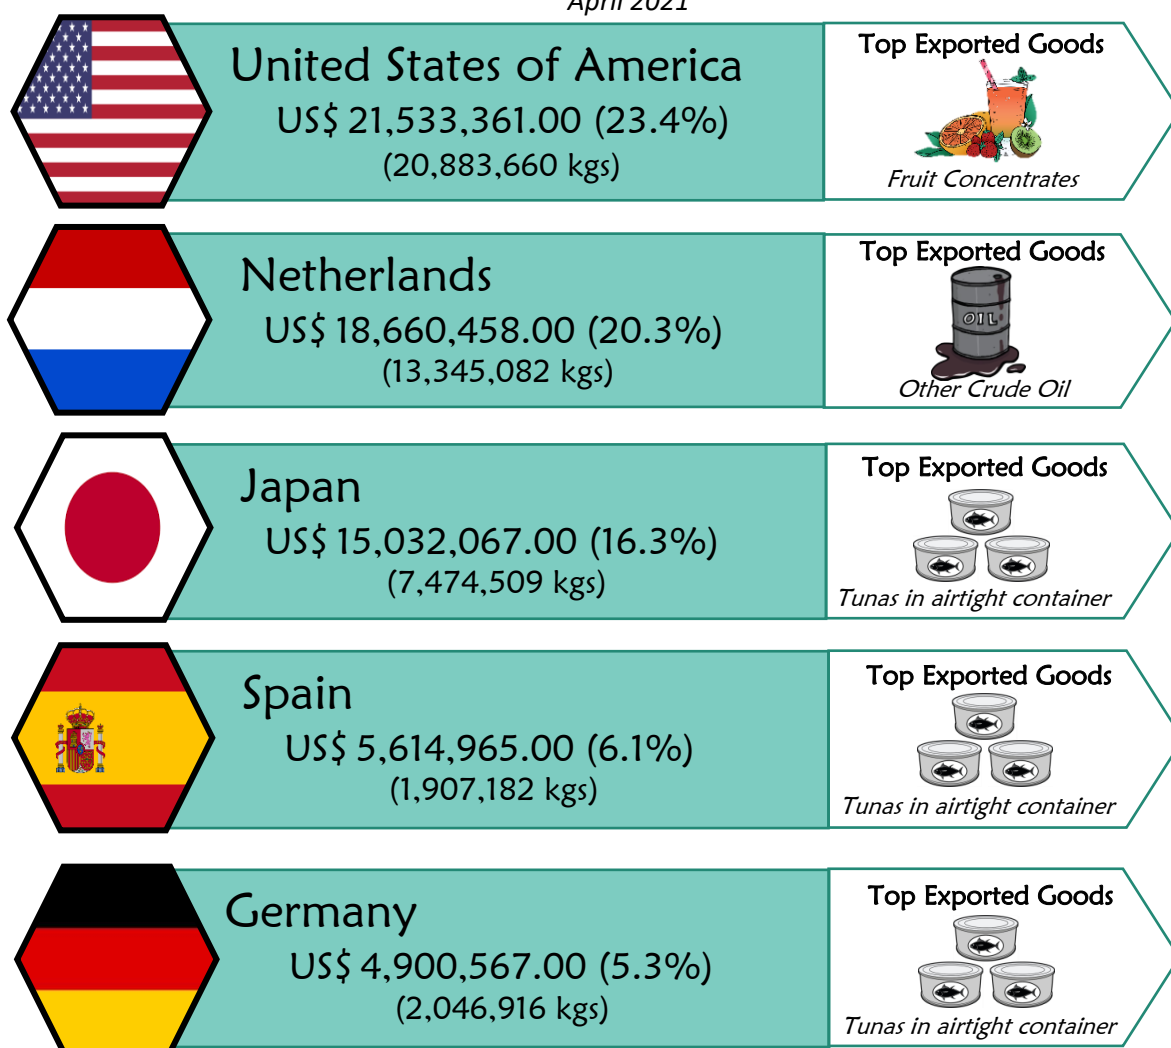 April 2021
United States of America
US$ 21,533,361.00 (23.4%)
(20,883,660 kgs)
Top Exported Goods
Fruit Concentrates
Netherlands
US$ 18,660,458.00 (20.3%)
(13,345,082 kgs)
Top Exported Goods
OIL
Other Crude Oil
Japan
US$ 15,032,067.00 (16.3%)
(7,474,509 kgs)
Top Exported Goods
Tunas in airtight container
Spain
US$ 5,614,965.00 (6.1%)
(1,907,182 kgs)
Top Exported Goods
Tunas in airtight container
Germany
US$ 4,900,567.00 (5.3%)
(2,046,916 kgs)
Top Exported Goods
Tunas in airtight container